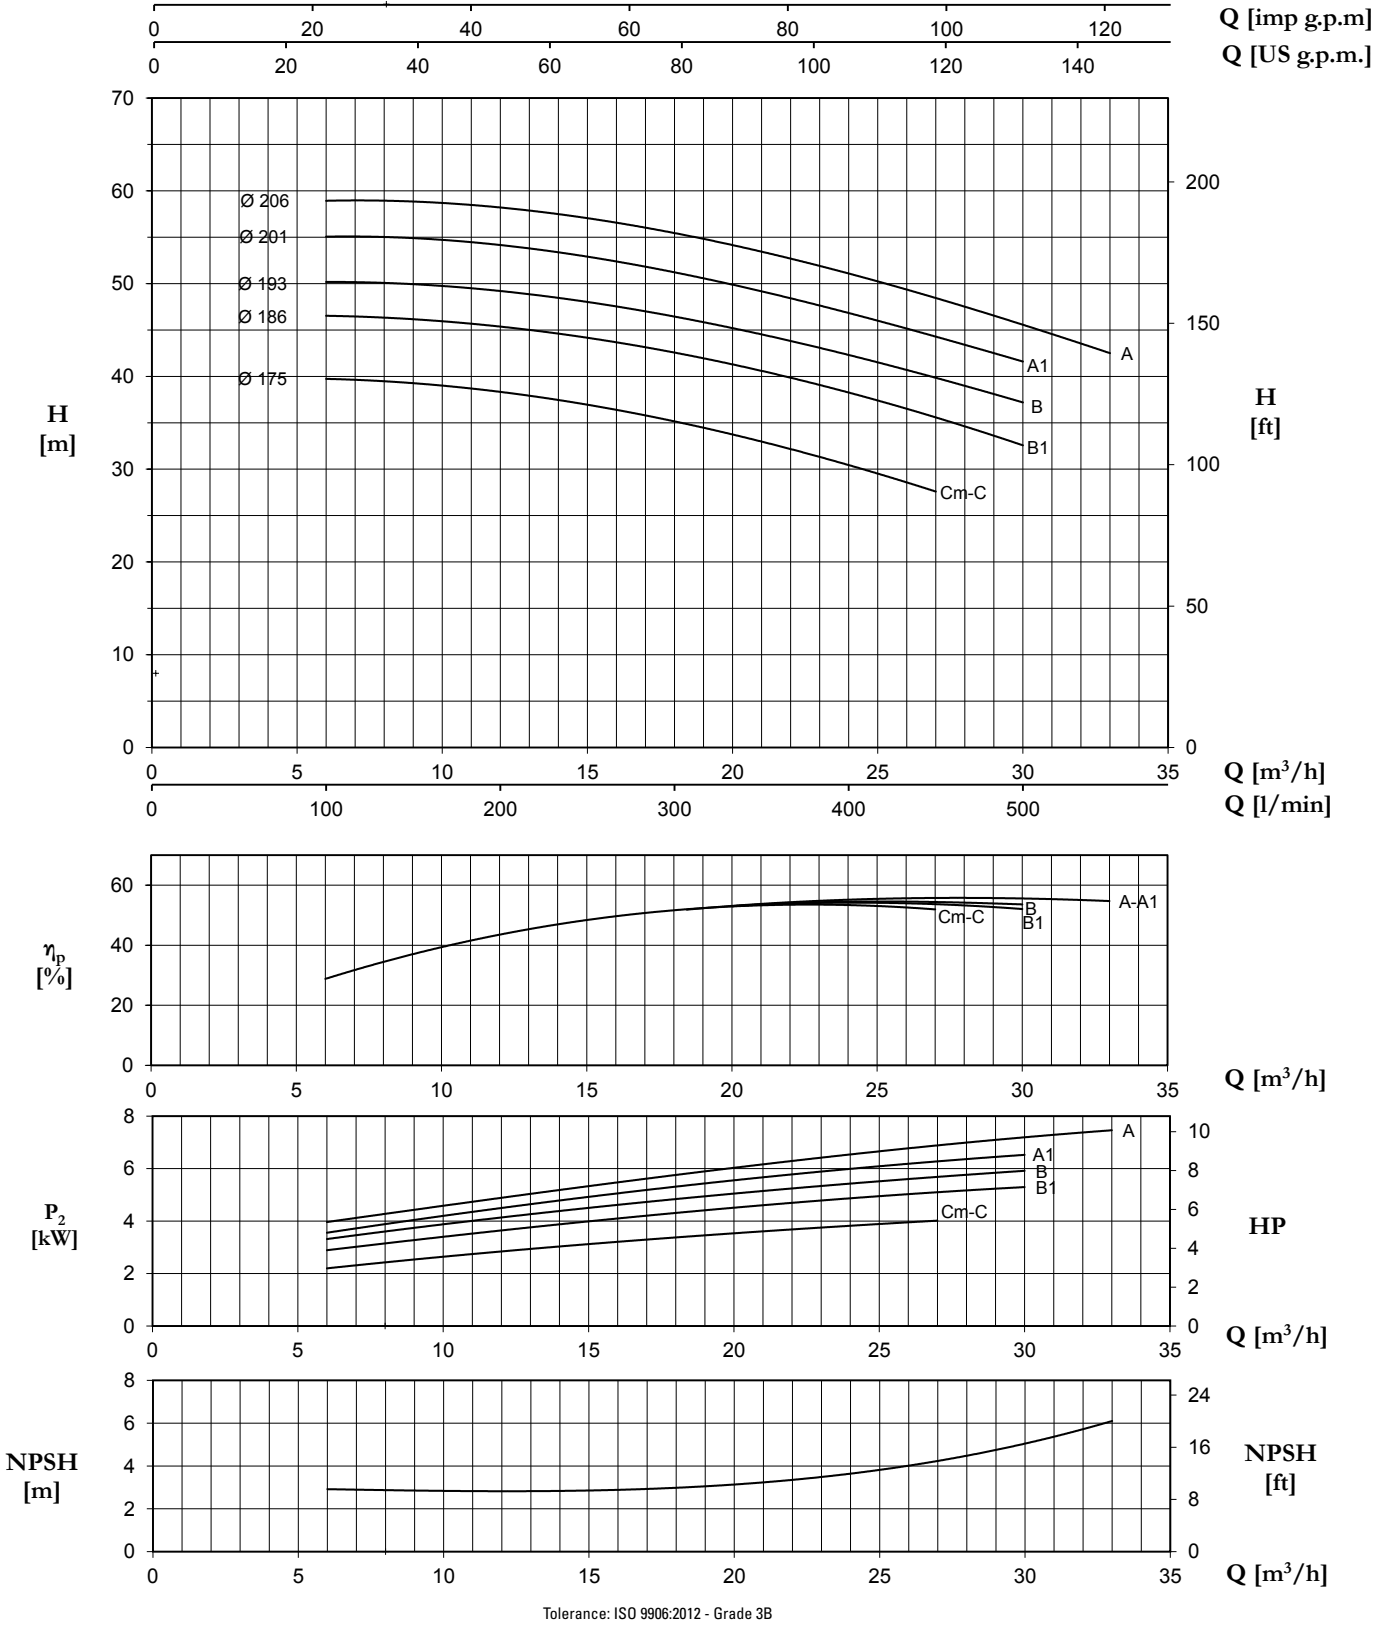 0 20 40 60 80 100 120 Q [imp g.p.m]
0 20 40 60 80 100 120 140 Q [US g.p.m.]
70
60
50
40
30
20
10
0
H
[m]
Ø 206
Ø 201
Ø 193
Ø 186
Ø 175
A
A1
B
B1
Cm-C
200
150
100
50
0
H
[ft]
0 5 10 15 20 25 30 35 Q [m³/h]
0 100 200 300 400 500 Q [l/min]
60
40
20
0
ηp
[%]
A-A1
B
B1
Cm-C
0 5 10 15 20 25 30 35 Q [m³/h]
8
6
4
2
0
P2
[kW]
A
A1
B
B1
Cm-C
10
8
6
4
2
0
HP
0 5 10 15 20 25 30 35 Q [m³/h]
8
6
4
2
0
NPSH
[m]
24
16
8
0
NPSH
[ft]
0 5 10 15 20 25 30 35 Q [m³/h]
Tolerance: ISO 9906:2012 - Grade 3B